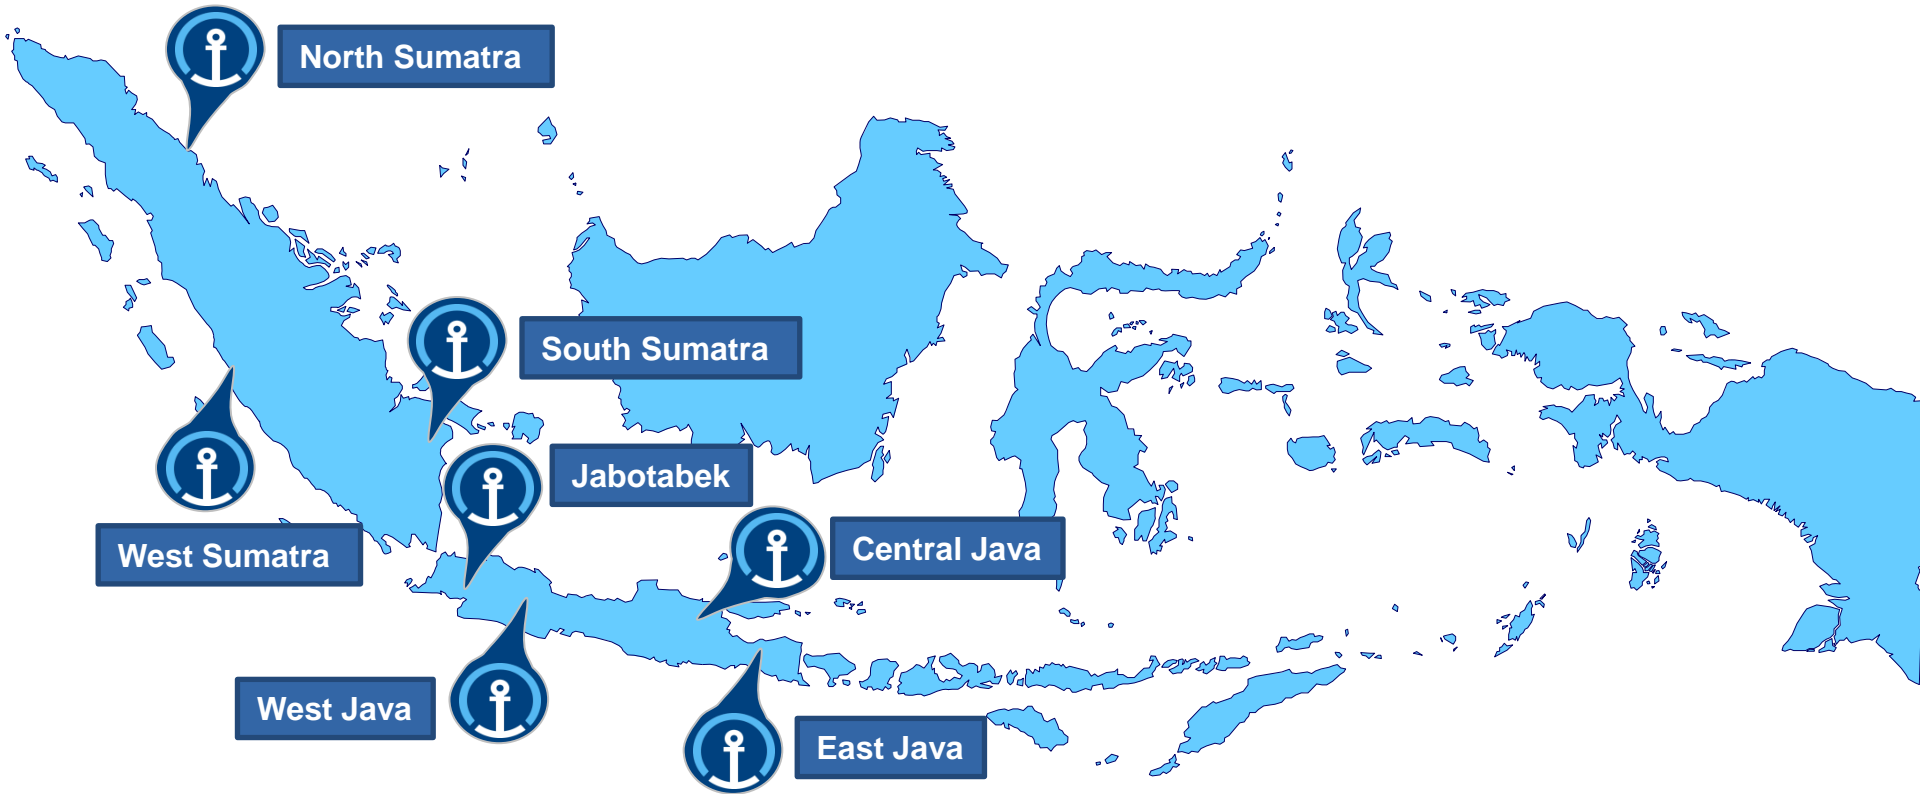 North Sumatra
South Sumatra
Jabotabek
Central Java
West Sumatra
West Java
East Java